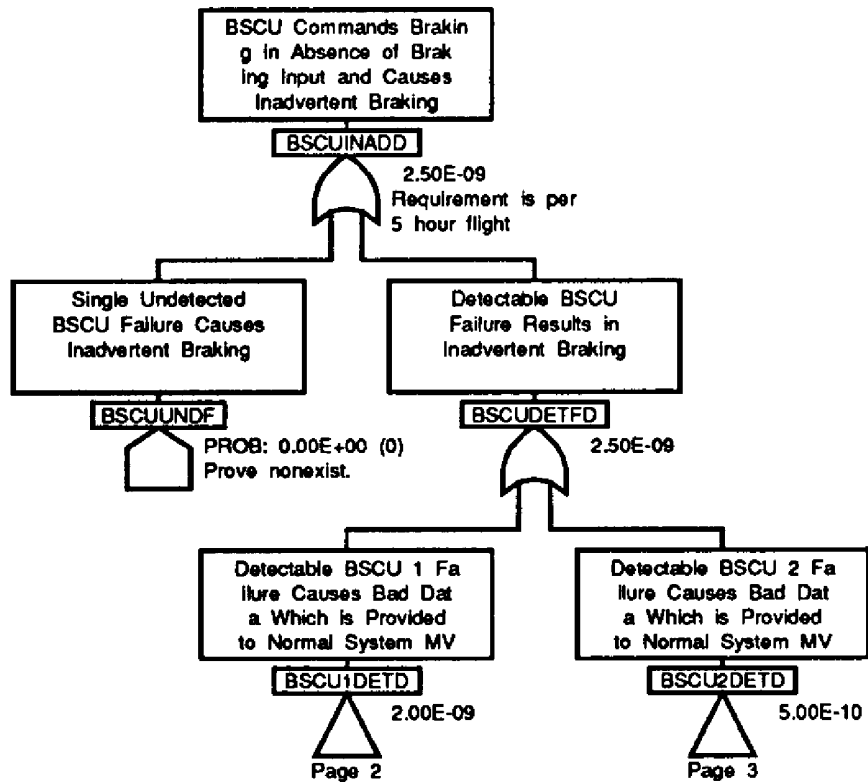 BSCU Commands Brakin
g in Absence of Brak
ing Input and Causes
Inadvertent Braking
BSCUINADD
2.50E-09
Requirement is per
5 hour flight
Single Undetected
BSCU Failure Causes
Inadvertent Braking
BSCUUNDF
PROB: 0.00E+00 (0)
Prove nonexist.
Detectable BSCU
Failure Results in
Inadvertent Braking
BSCUDETFD
2.50E-09
Detectable BSCU 1 Fa
ilure Causes Bad Dat
a Which is Provided
to Normal System MV
BSCU1DETD
2.00E-09
Page 2
Detectable BSCU 2 Fa
ilure Causes Bad Dat
a Which is Provided
to Normal System MV
BSCU2DETD
5.00E-10
Page 3